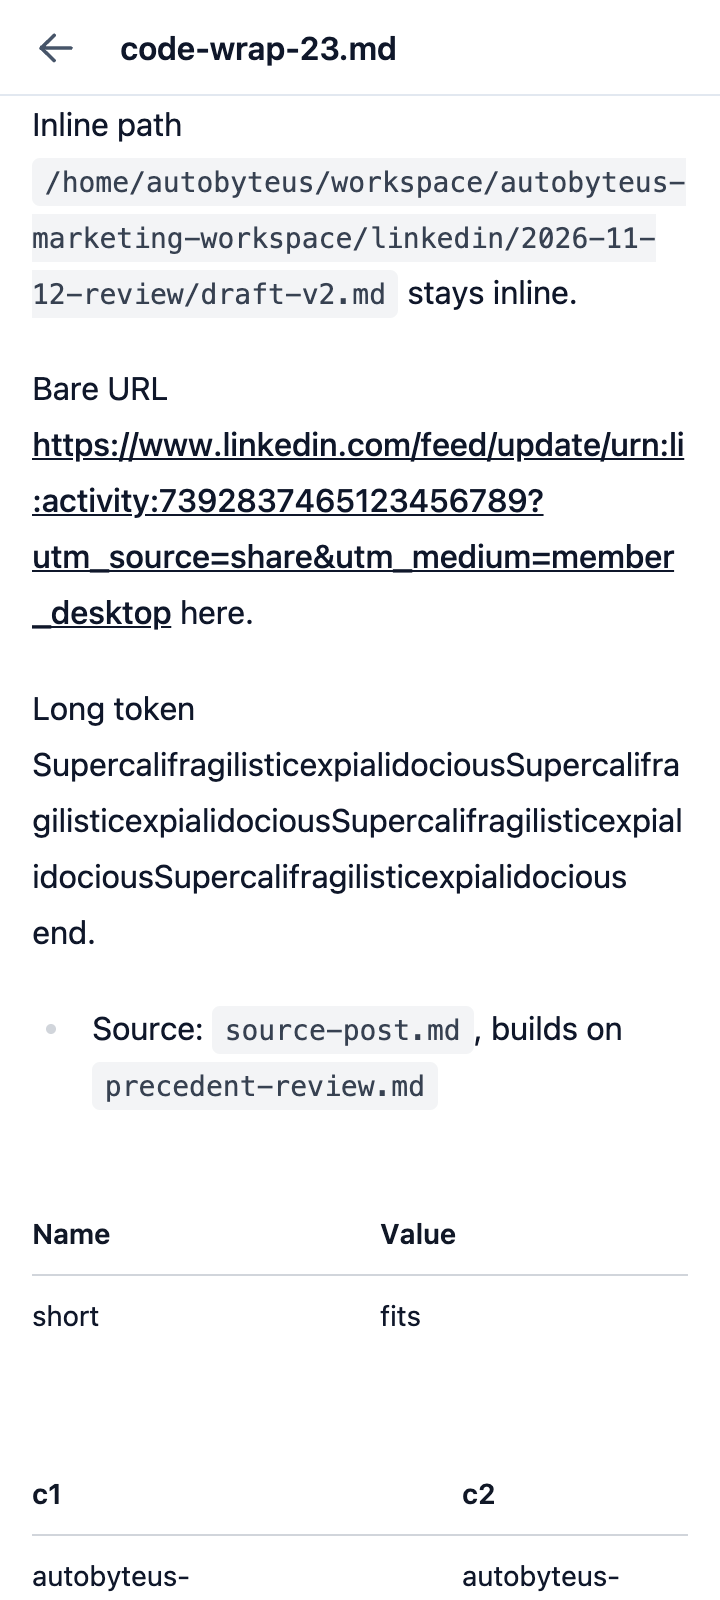 code-wrap-23.md
Inline path
/home/autobyteus/workspace/autobyteus-
marketing-workspace/linkedin/2026-11-
12-review/draft-v2.md stays inline.
Bare URL
https://www.linkedin.com/feed/update/urn:li
:activity:7392837465123456789?
utm_source=share&utm_medium=member
_desktop here.
Long token
SupercalifragilisticexpialidociousSupercalifra
gilisticexpialidociousSupercalifragilisticexpial
idociousSupercalifragilisticexpialidocious
end.
Source: source-post.md , builds on
precedent-review.md
Name Value
short fits
c1 c2
autobyteus- autobyteus-